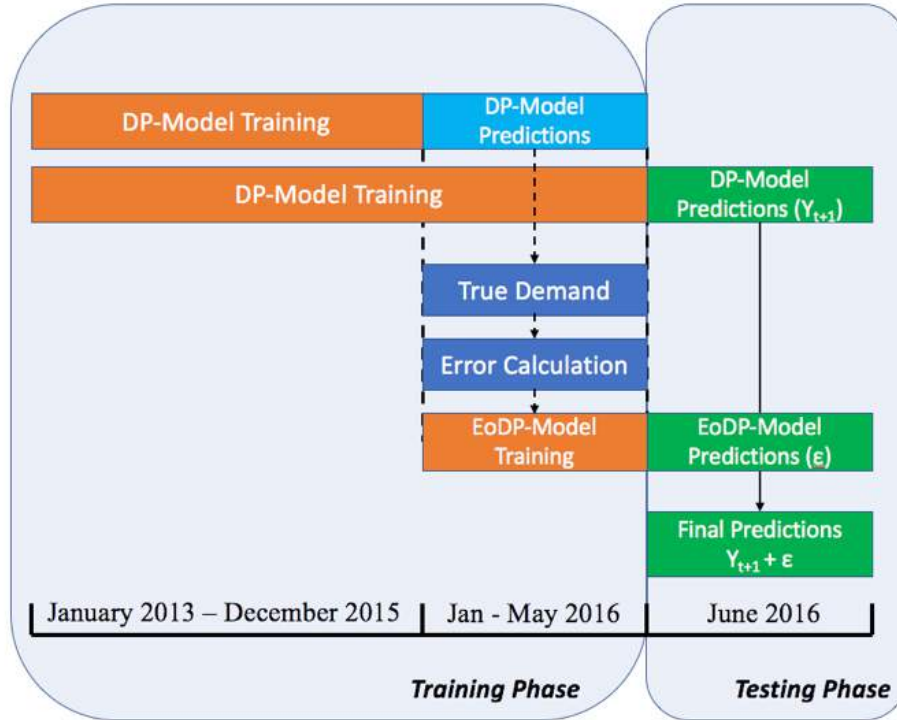 DP-Model Training
DP-Model
Predictions
DP-Model Training
DP-Model
Predictions (Yt+1)
True Demand
Error Calculation
EoDP-Model
Training
EoDP-Model
Predictions (ε)
Final Predictions
Yt+1 + ε
January 2013 – December 2015
Jan - May 2016
June 2016
Training Phase
Testing Phase